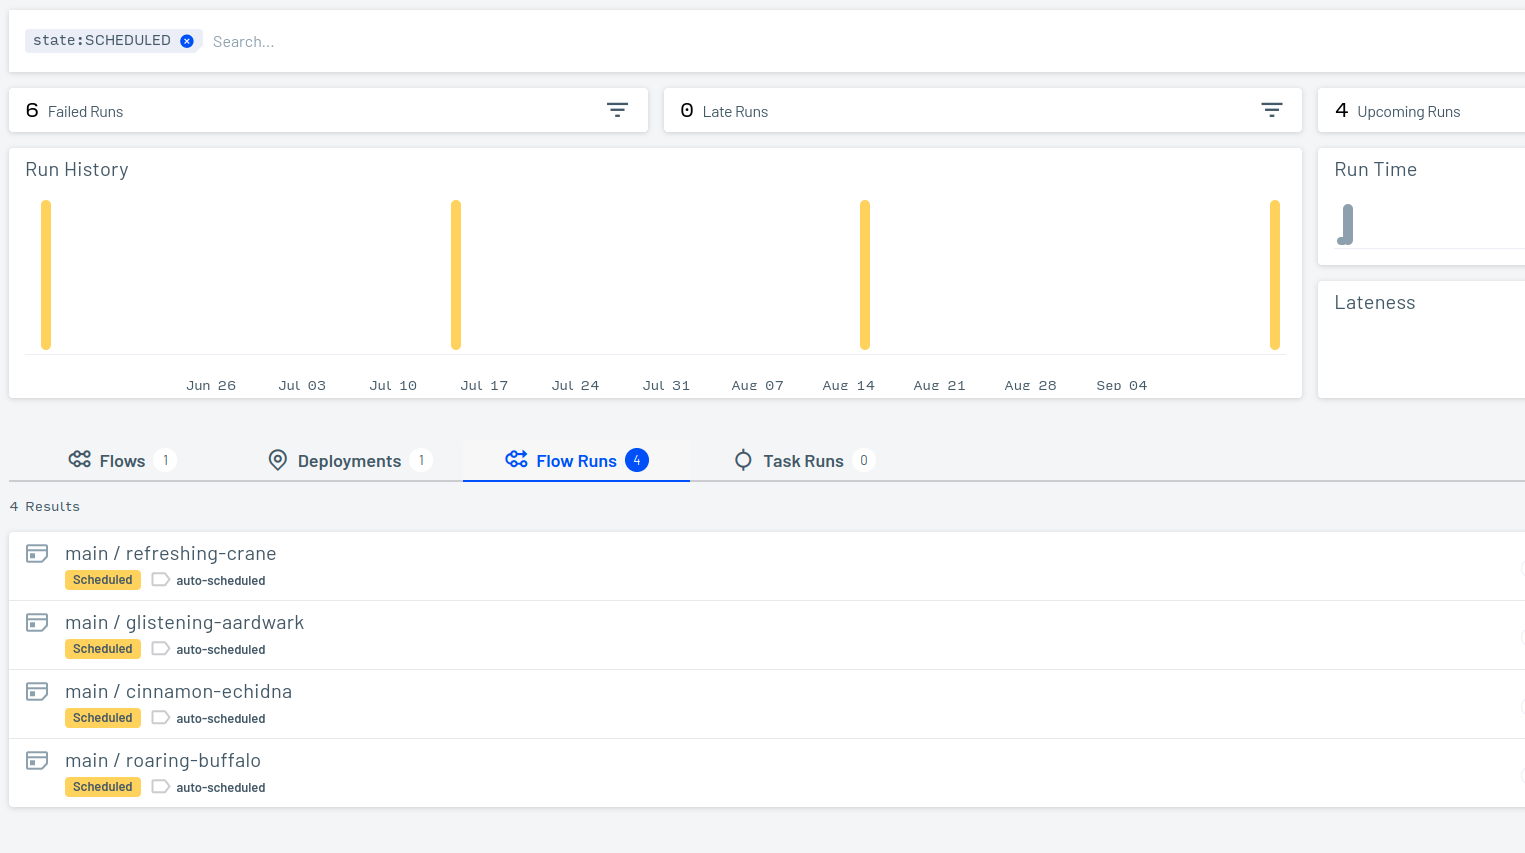 state:SCHEDULED Search...
6 Failed Runs
0 Late Runs
4 Upcoming Runs
Run History
Run Time
Lateness
Jun 26 Jul 03 Jul 10 Jul 17 Jul 24 Jul 31 Aug 07 Aug 14 Aug 21 Aug 28 Sep 04
Flows 1 Deployments 1 Flow Runs 4 Task Runs 0
4 Results
main / refreshing-crane
Scheduled auto-scheduled
main / glistening-aardwark
Scheduled auto-scheduled
main / cinnamon-echidna
Scheduled auto-scheduled
main / roaring-buffalo
Scheduled auto-scheduled